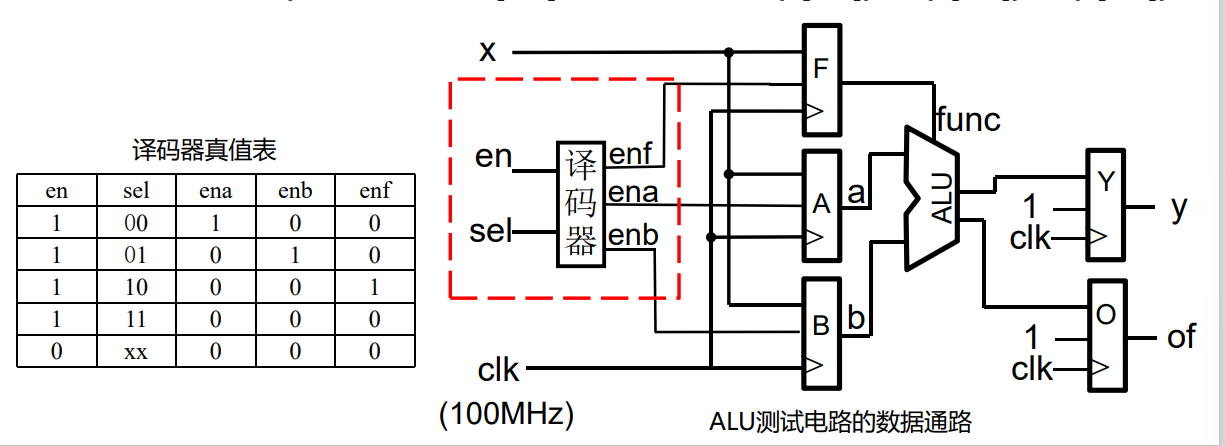 译码器真值表
en sel ena enb enf
1 00 1 0 0
1 01 0 1 0
1 10 0 0 1
1 11 0 0 0
0 xx 0 0 0
x
F
func
en
译码器
enf
ena
enb
sel
A
a
ALU
B
b
Y
1
clk
y
O
1
clk
of
clk
(100MHz)
ALU测试电路的数据通路